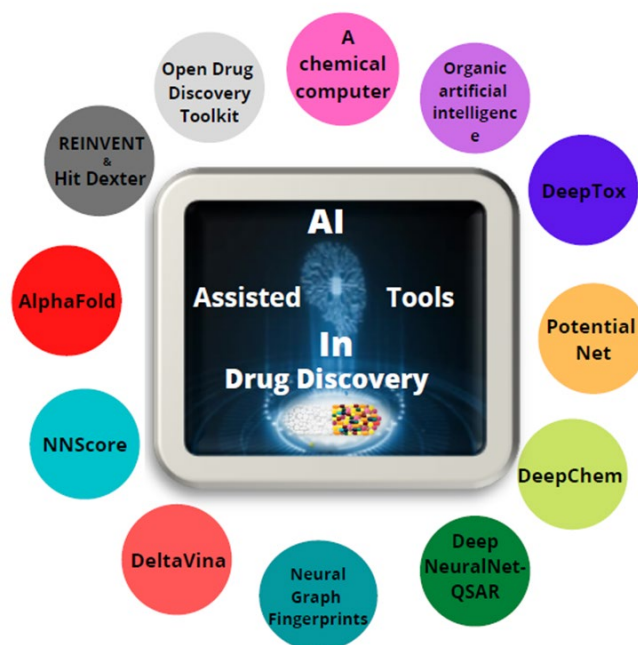 A
chemical
computer
Organic
artificial
intelligenc
e
DeepTox
Potential
Net
DeepChem
Deep
NeuralNet-
QSAR
Neural
Graph
Fingerprints
DeltaVina
NNScore
AlphaFold
REINVENT
&
Hit Dexter
Open Drug
Discovery
Toolkit
AI
Assisted Tools
In
Drug Discovery